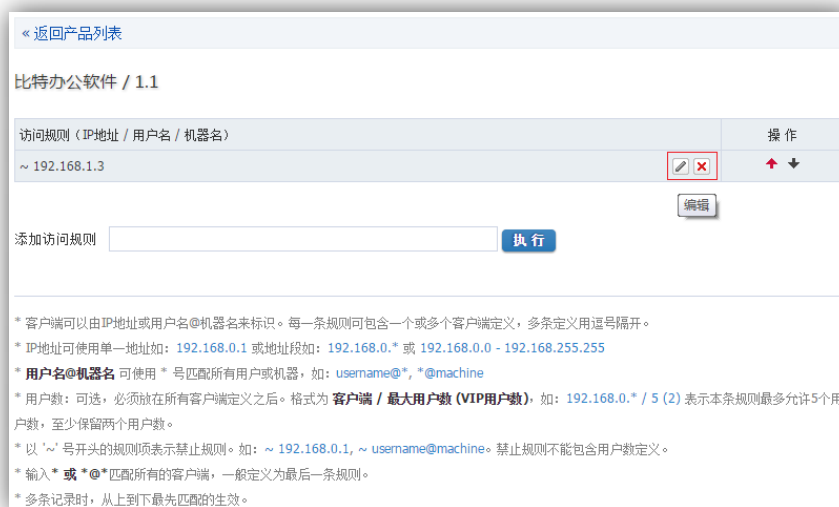 « 返回产品列表
比特办公软件 / 1.1
访问规则（IP地址 / 用户名 / 机器名） 操 作
~ 192.168.1.3
编辑
添加访问规则 执 行
* 客户端可以由IP地址或用户名@机器名来标识。每一条规则可包含一个或多个客户端定义，多条定义用逗号隔开。
* IP地址可使用单一地址如：192.168.0.1 或地址段如：192.168.0.* 或 192.168.0.0 - 192.168.255.255
* 用户名@机器名 可使用 * 号匹配所有用户或机器，如：username@*, *@machine
* 用户数：可选，必须放在所有客户端定义之后。格式为 客户端 / 最大用户数 (VIP用户数)，如：192.168.0.* / 5 (2) 表示本条规则最多允许5个用
户数，至少保留两个用户数。
* 以 '~' 号开头的规则项表示禁止规则。如：~ 192.168.0.1, ~ username@machine。禁止规则不能包含用户数定义。
* 输入* 或 *@*匹配所有的客户端，一般定义为最后一条规则。
* 多条记录时，从上到下最先匹配的生效。